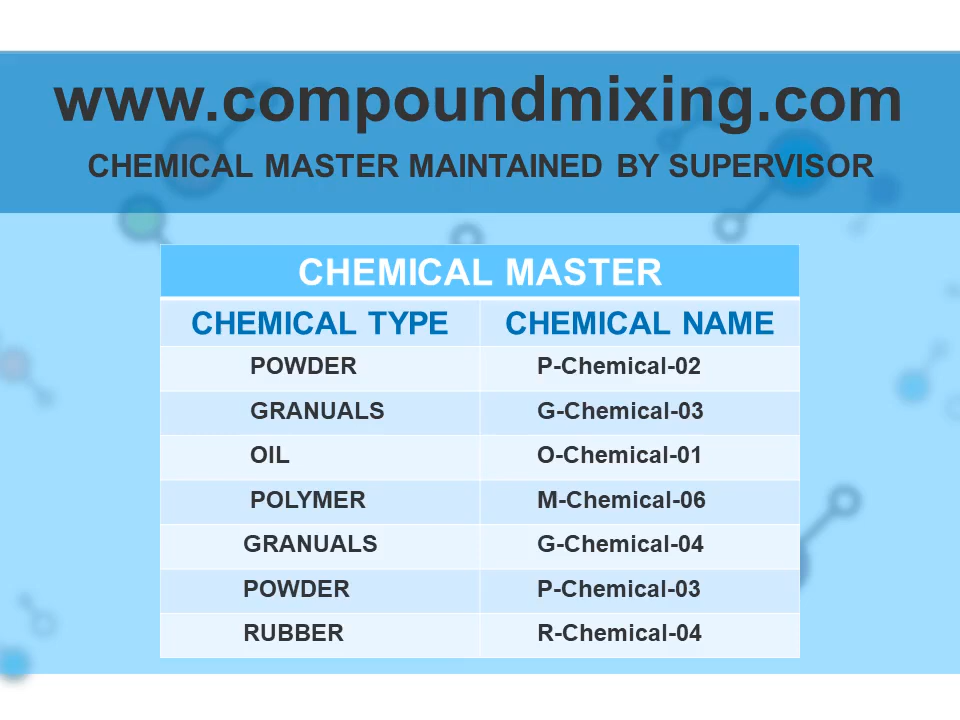 www.compoundmixing.com
CHEMICAL MASTER MAINTAINED BY SUPERVISOR
CHEMICAL MASTER
CHEMICAL TYPE CHEMICAL NAME
POWDER P-Chemical-02
GRANUALS G-Chemical-03
OIL O-Chemical-01
POLYMER M-Chemical-06
GRANUALS G-Chemical-04
POWDER P-Chemical-03
RUBBER R-Chemical-04